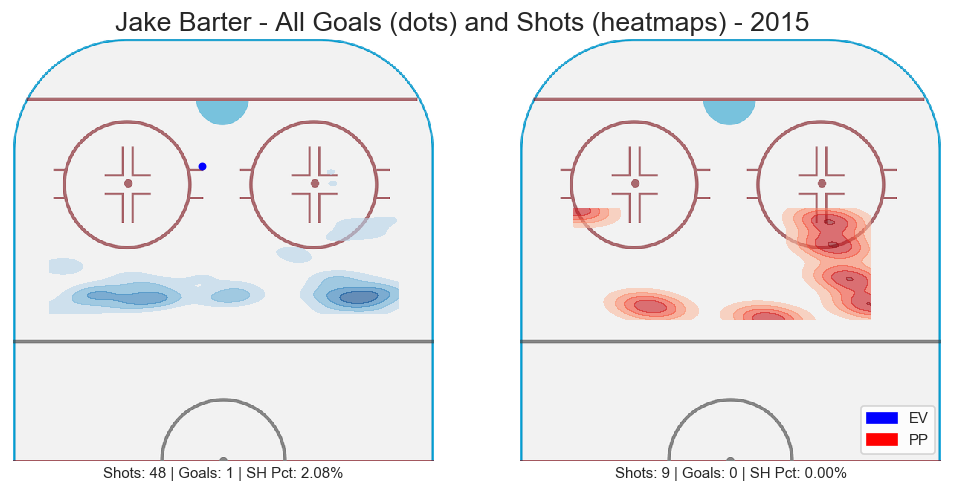 Jake Barter - All Goals (dots) and Shots (heatmaps) - 2015
EV
PP
Shots: 48 | Goals: 1 | SH Pct: 2.08%
Shots: 9 | Goals: 0 | SH Pct: 0.00%